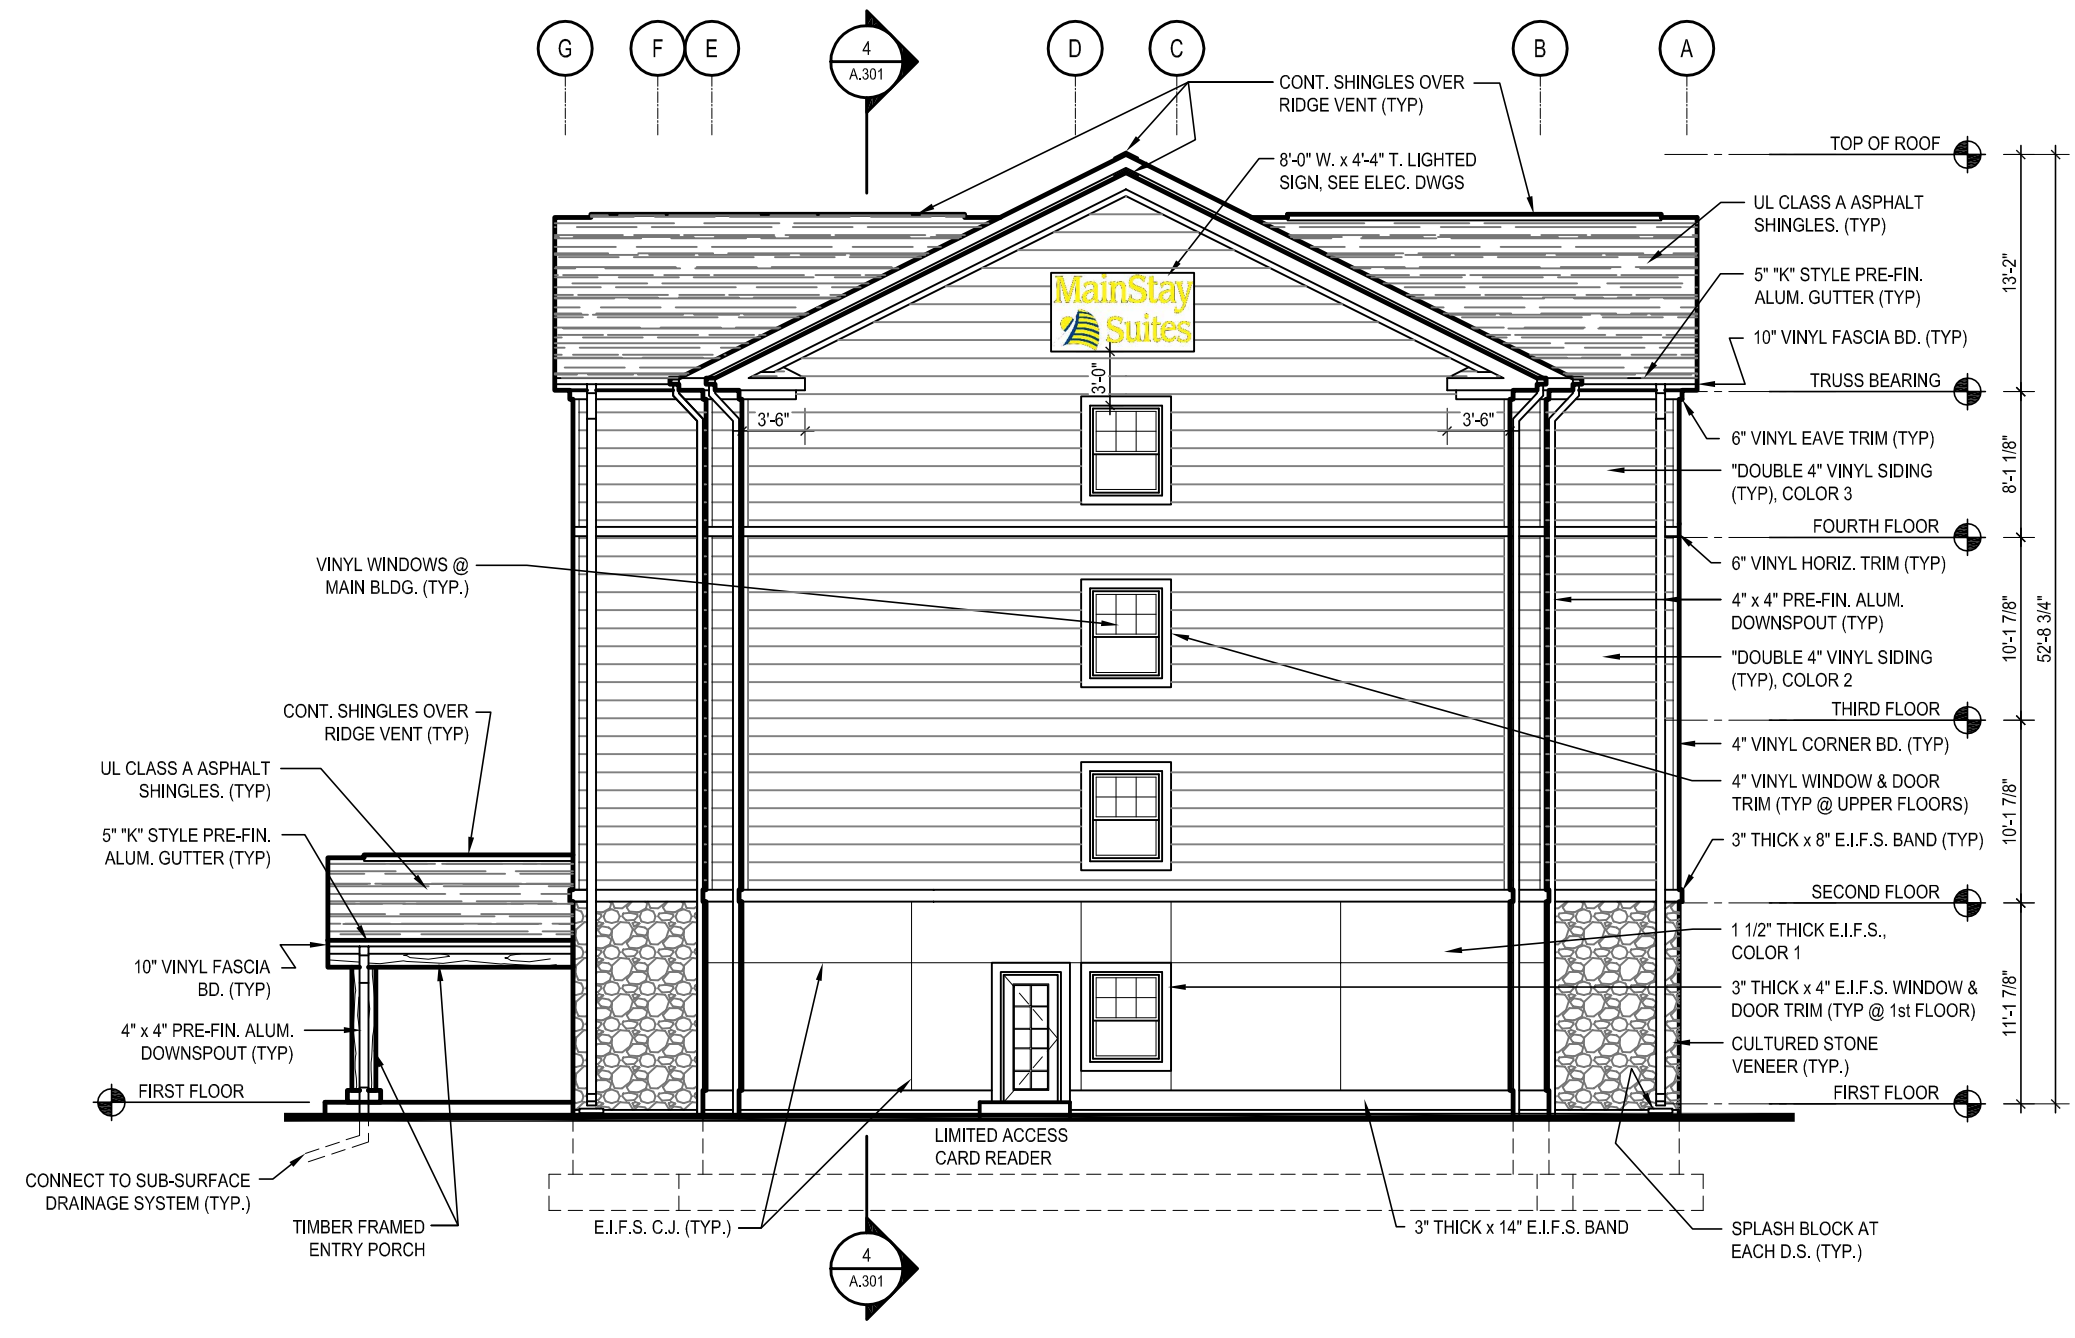 G
F
E
4
A.301
D
C
B
A
CONT. SHINGLES OVER
RIDGE VENT (TYP)
8'-0" W. x 4'-4" T. LIGHTED
SIGN, SEE ELEC. DWGS
MainStay
Suites
3'-0"
3'-6"
3'-6"
TOP OF ROOF
UL CLASS A ASPHALT
SHINGLES. (TYP)
5" "K" STYLE PRE-FIN.
ALUM. GUTTER (TYP)
10" VINYL FASCIA BD. (TYP)
TRUSS BEARING
6" VINYL EAVE TRIM (TYP)
"DOUBLE 4" VINYL SIDING
(TYP), COLOR 3
FOURTH FLOOR
6" VINYL HORIZ. TRIM (TYP)
4" x 4" PRE-FIN. ALUM.
DOWNSPOUT (TYP)
"DOUBLE 4" VINYL SIDING
(TYP), COLOR 2
THIRD FLOOR
4" VINYL CORNER BD. (TYP)
4" VINYL WINDOW & DOOR
TRIM (TYP @ UPPER FLOORS)
3" THICK x 8" E.I.F.S. BAND (TYP)
SECOND FLOOR
1 1/2" THICK E.I.F.S.,
COLOR 1
3" THICK x 4" E.I.F.S. WINDOW &
DOOR TRIM (TYP @ 1st FLOOR)
CULTURED STONE
VENEER (TYP.)
FIRST FLOOR
13'-2"
8'-1 1/8"
10'-1 7/8"
10'-1 7/8"
11'-1 7/8"
52'-8 3/4"
VINYL WINDOWS @
MAIN BLDG. (TYP.)
CONT. SHINGLES OVER
RIDGE VENT (TYP)
UL CLASS A ASPHALT
SHINGLES. (TYP)
5" "K" STYLE PRE-FIN.
ALUM. GUTTER (TYP)
10" VINYL FASCIA
BD. (TYP)
4" x 4" PRE-FIN. ALUM.
DOWNSPOUT (TYP)
FIRST FLOOR
CONNECT TO SUB-SURFACE
DRAINAGE SYSTEM (TYP.)
TIMBER FRAMED
ENTRY PORCH
E.I.F.S. C.J. (TYP.)
LIMITED ACCESS
CARD READER
4
A.301
3" THICK x 14" E.I.F.S. BAND
SPLASH BLOCK AT
EACH D.S. (TYP.)